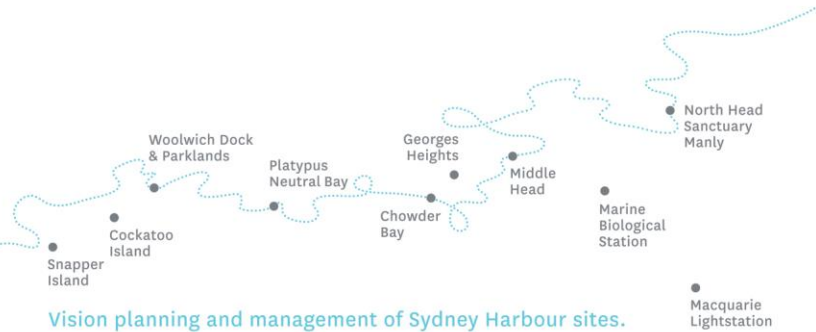 North Head
Sanctuary
Manly
Woolwich Dock
& Parklands
Georges
Heights
Platypus
Neutral Bay
Middle
Head
Chowder
Bay
Marine
Biological
Station
Cockatoo
Island
Snapper
Island
Macquarie
Lightstation
Vision planning and management of Sydney Harbour sites.